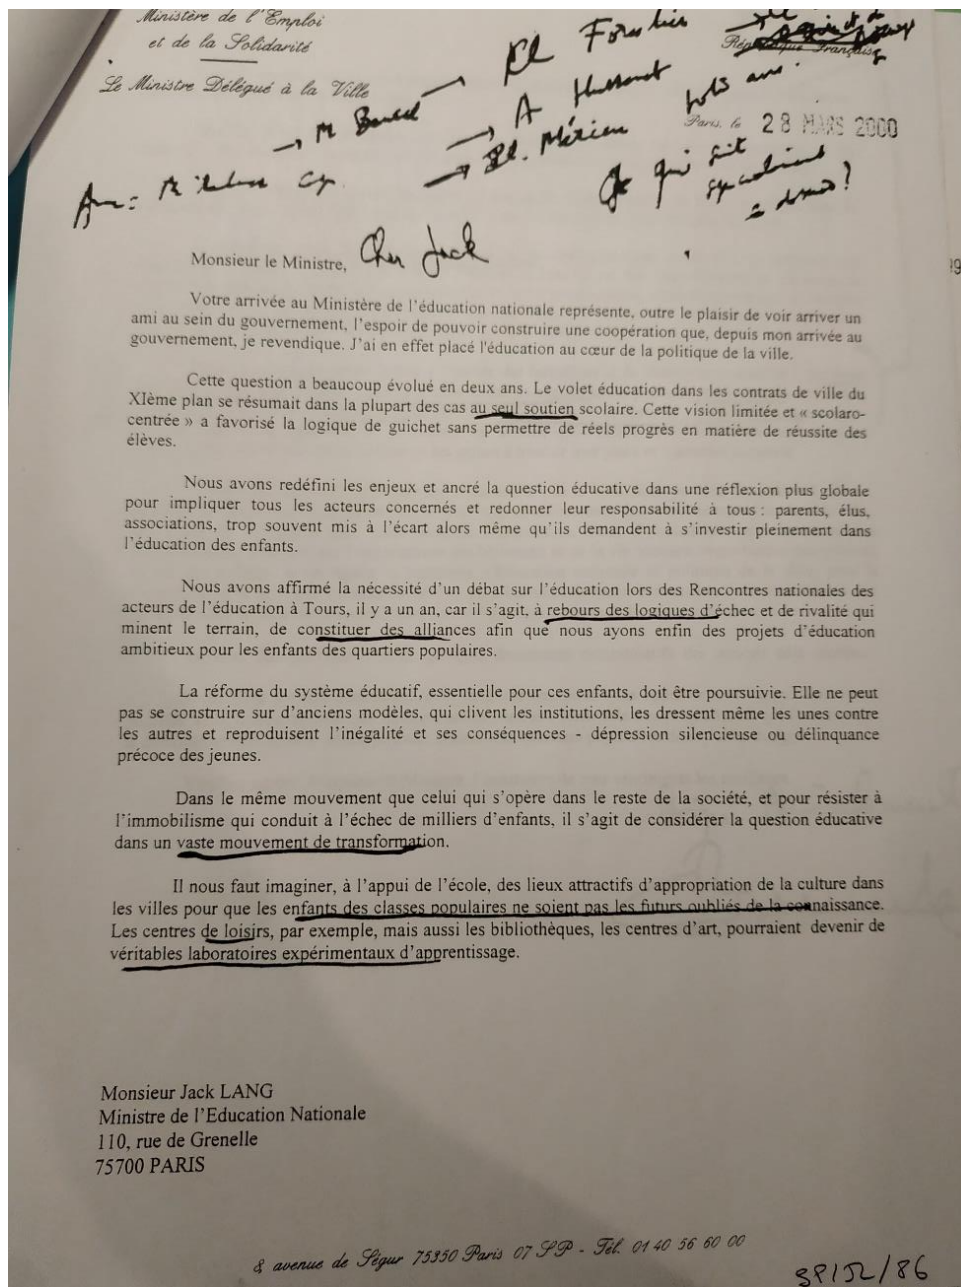 Ministère de l'Emploi
et de la Solidarité
Le Ministre Délégué à la Ville
République Française
Forestier
→ M
→ A
→ Ph. Mérieu
trois
Paris, le 28 MARS 2000
Ce qui fait
à
Monsieur le Ministre, Cher Jack
Votre arrivée au Ministère de l'éducation nationale représente, outre le plaisir de voir arriver un
ami au sein du gouvernement, l'espoir de pouvoir construire une coopération que, depuis mon arrivée au
gouvernement, je revendique. J'ai en effet placé l'éducation au cœur de la politique de la ville.
Cette question a beaucoup évolué en deux ans. Le volet éducation dans les contrats de ville du
XIème plan se résumait dans la plupart des cas au seul soutien scolaire. Cette vision limitée et « scolaro-
centrée » a favorisé la logique de guichet sans permettre de réels progrès en matière de réussite des
élèves.
Nous avons redéfini les enjeux et ancré la question éducative dans une réflexion plus globale
pour impliquer tous les acteurs concernés et redonner leur responsabilité à tous : parents, élus,
associations, trop souvent mis à l'écart alors même qu'ils demandent à s'investir pleinement dans
l'éducation des enfants.
Nous avons affirmé la nécessité d'un débat sur l'éducation lors des Rencontres nationales des
acteurs de l'éducation à Tours, il y a un an, car il s'agit, à rebours des logiques d'échec et de rivalité qui
minent le terrain, de constituer des alliances afin que nous ayons enfin des projets d'éducation
ambitieux pour les enfants des quartiers populaires.
La réforme du système éducatif, essentielle pour ces enfants, doit être poursuivie. Elle ne peut
pas se construire sur d'anciens modèles, qui clivent les institutions, les dressent même les unes contre
les autres et reproduisent l'inégalité et ses conséquences - dépression silencieuse ou délinquance
précoce des jeunes.
Dans le même mouvement que celui qui s'opère dans le reste de la société, et pour résister à
l'immobilisme qui conduit à l'échec de milliers d'enfants, il s'agit de considérer la question éducative
dans un vaste mouvement de transformation.
Il nous faut imaginer, à l'appui de l'école, des lieux attractifs d'appropriation de la culture dans
les villes pour que les enfants des classes populaires ne soient pas les futurs oubliés de la connaissance.
Les centres de loisirs, par exemple, mais aussi les bibliothèques, les centres d'art, pourraient devenir de
véritables laboratoires expérimentaux d'apprentissage.
Monsieur Jack LANG
Ministre de l'Education Nationale
110, rue de Grenelle
75700 PARIS
8 avenue de Ségur 75350 Paris 07 SP - Tél. 01 40 56 60 00